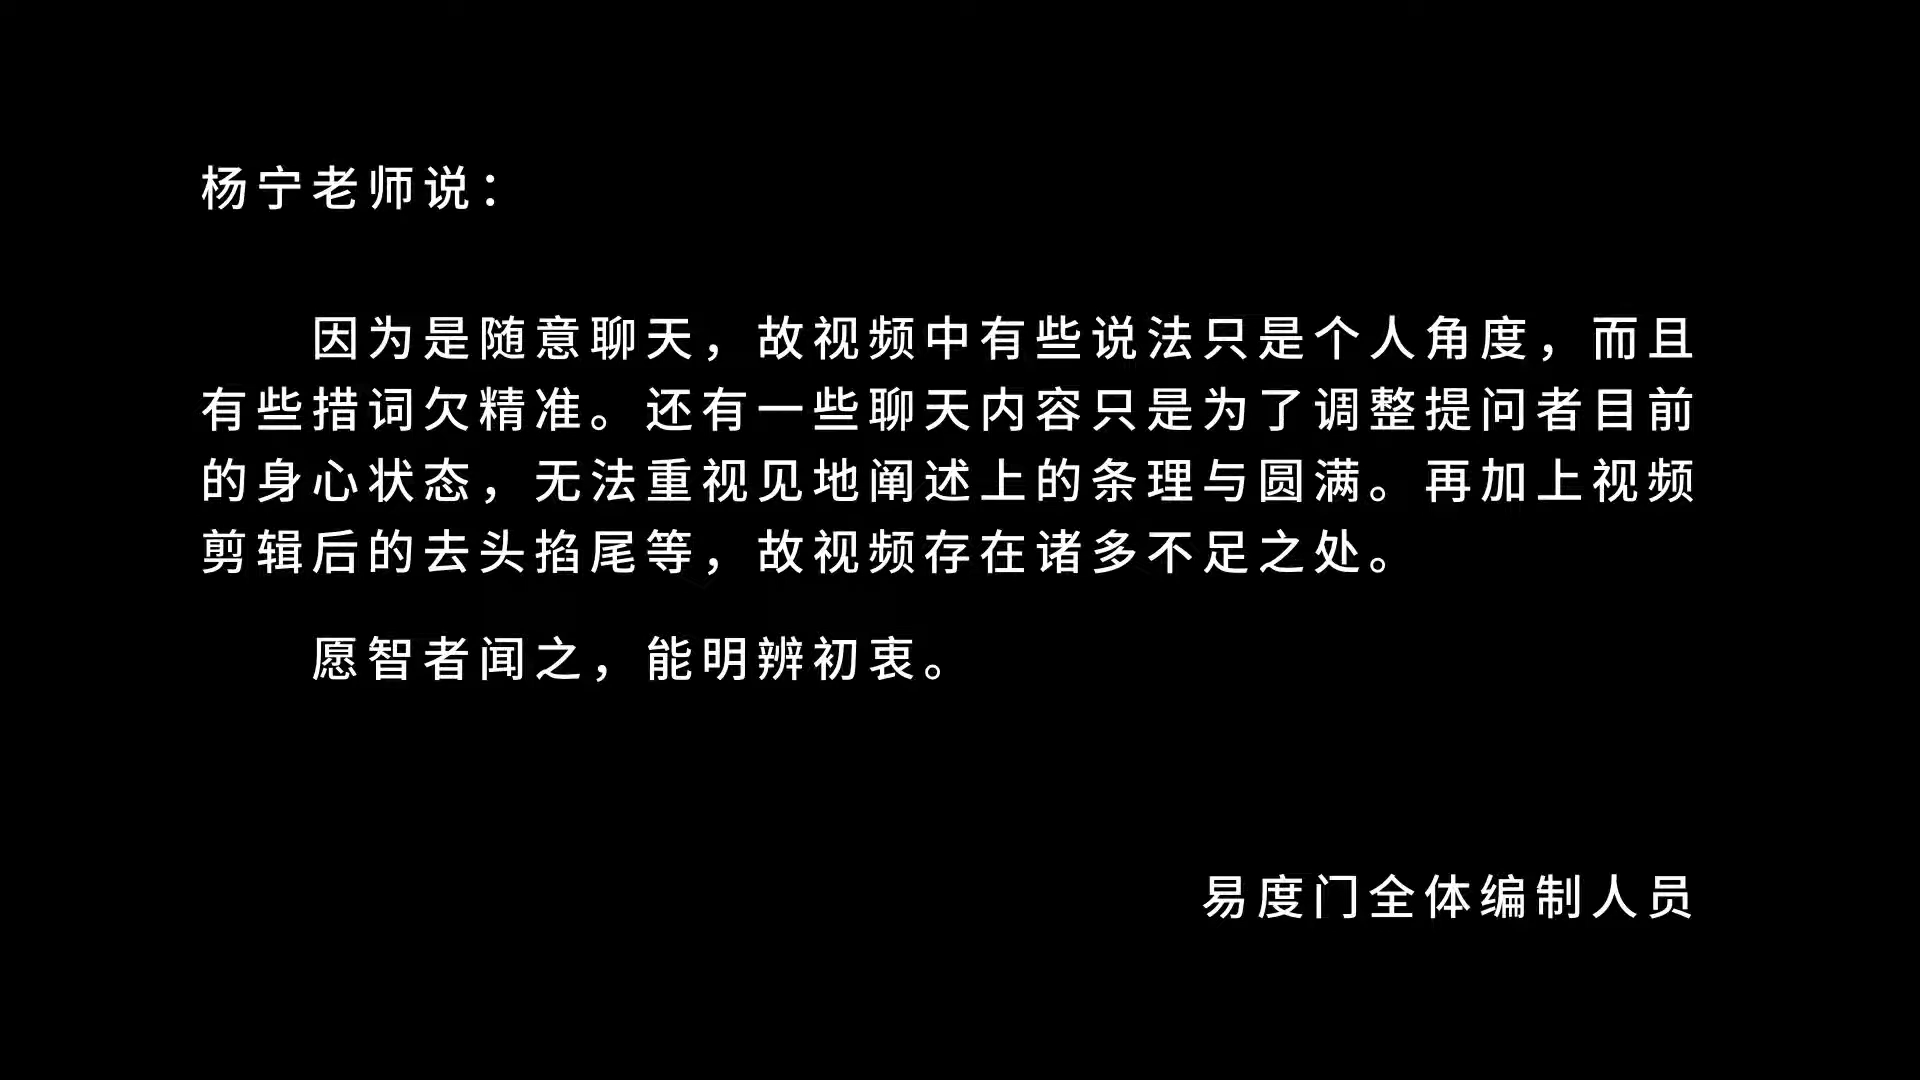 杨宁老师说：
因为是随意聊天，故视频中有些说法只是个人角度，而且
有些措词欠精准。还有一些聊天内容只是为了调整提问者目前
的身心状态，无法重视见地阐述上的条理与圆满。再加上视频
剪辑后的去头掐尾等，故视频存在诸多不足之处。
愿智者闻之，能明辨初衷。
易度门全体编制人员